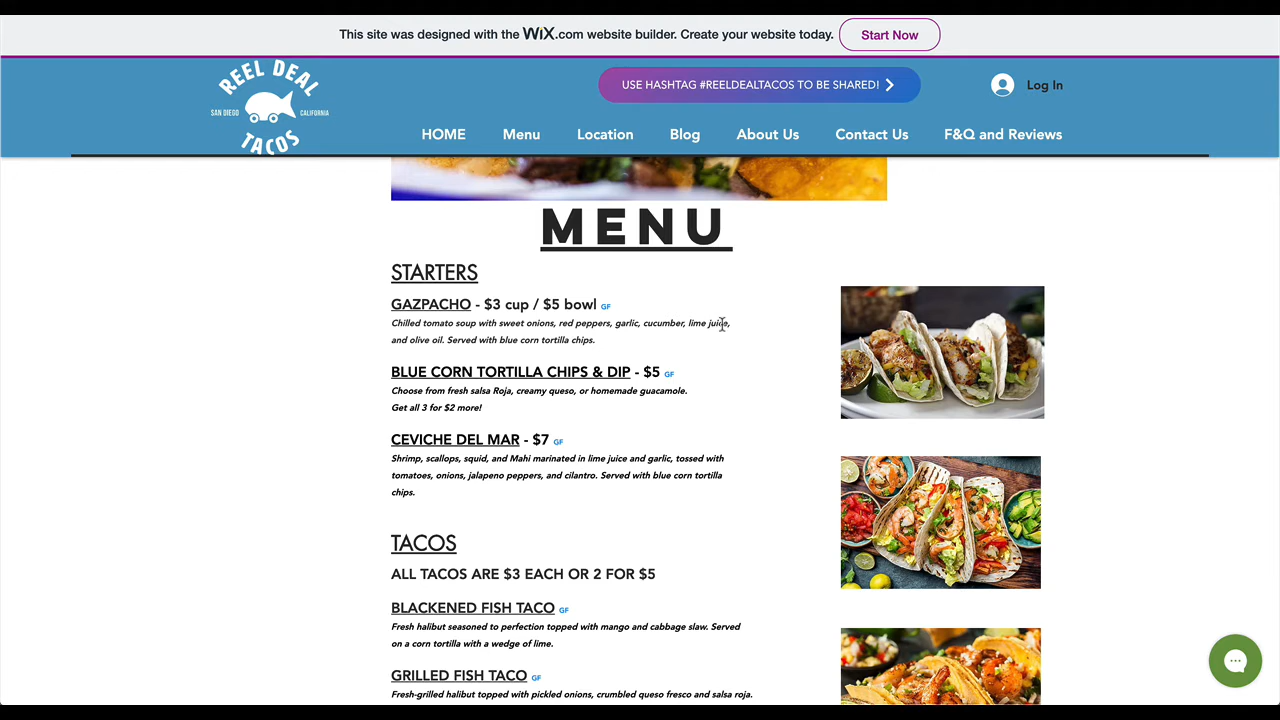 This site was designed with the WiX.com website builder. Create your website today. Start Now
REEL DEAL
SAN DIEGO CALIFORNIA
TACOS
USE HASHTAG #REELDEALTACOS TO BE SHARED!
Log In
HOME Menu Location Blog About Us Contact Us F&Q and Reviews
MENU
STARTERS
GAZPACHO - $3 cup / $5 bowl GF
Chilled tomato soup with sweet onions, red peppers, garlic, cucumber, lime juice,
and olive oil. Served with blue corn tortilla chips.
BLUE CORN TORTILLA CHIPS & DIP - $5 GF
Choose from fresh salsa Roja, creamy queso, or homemade guacamole.
Get all 3 for $2 more!
CEVICHE DEL MAR - $7 GF
Shrimp, scallops, squid, and Mahi marinated in lime juice and garlic, tossed with
tomatoes, onions, jalapeno peppers, and cilantro. Served with blue corn tortilla
chips.
TACOS
ALL TACOS ARE $3 EACH OR 2 FOR $5
BLACKENED FISH TACO GF
Fresh halibut seasoned to perfection topped with mango and cabbage slaw. Served
on a corn tortilla with a wedge of lime.
GRILLED FISH TACO GF
Fresh-grilled halibut topped with pickled onions, crumbled queso fresco and salsa roja.